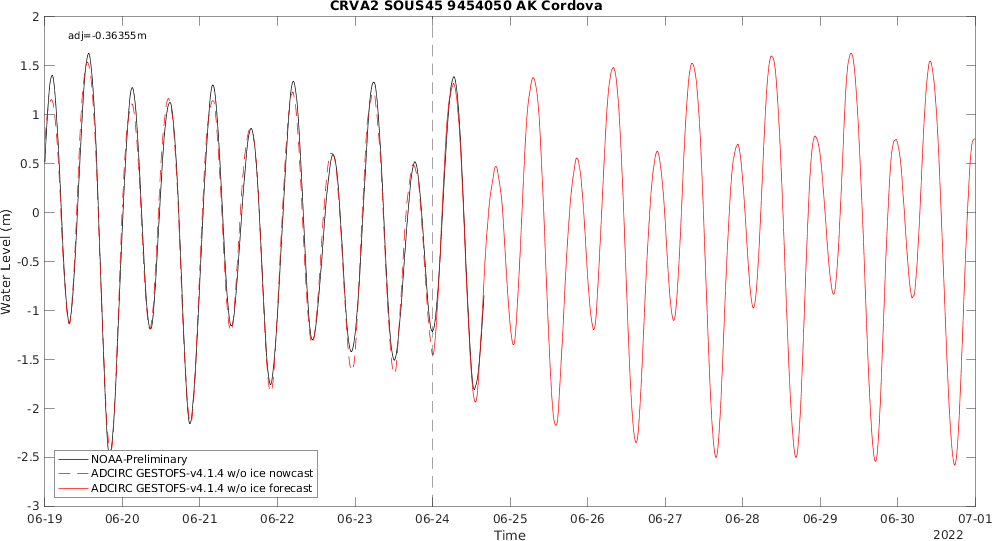 CRVA2 SOUS45 9454050 AK Cordova
adj=-0.36355m
2
1.5
1
0.5
0
-0.5
-1
-1.5
-2
-2.5
-3
Water Level (m)
NOAA-Preliminary
ADCIRC GESTOFS-v4.1.4 w/o ice nowcast
ADCIRC GESTOFS-v4.1.4 w/o ice forecast
06-19 06-20 06-21 06-22 06-23 06-24 06-25 06-26 06-27 06-28 06-29 06-30 07-01
Time
2022